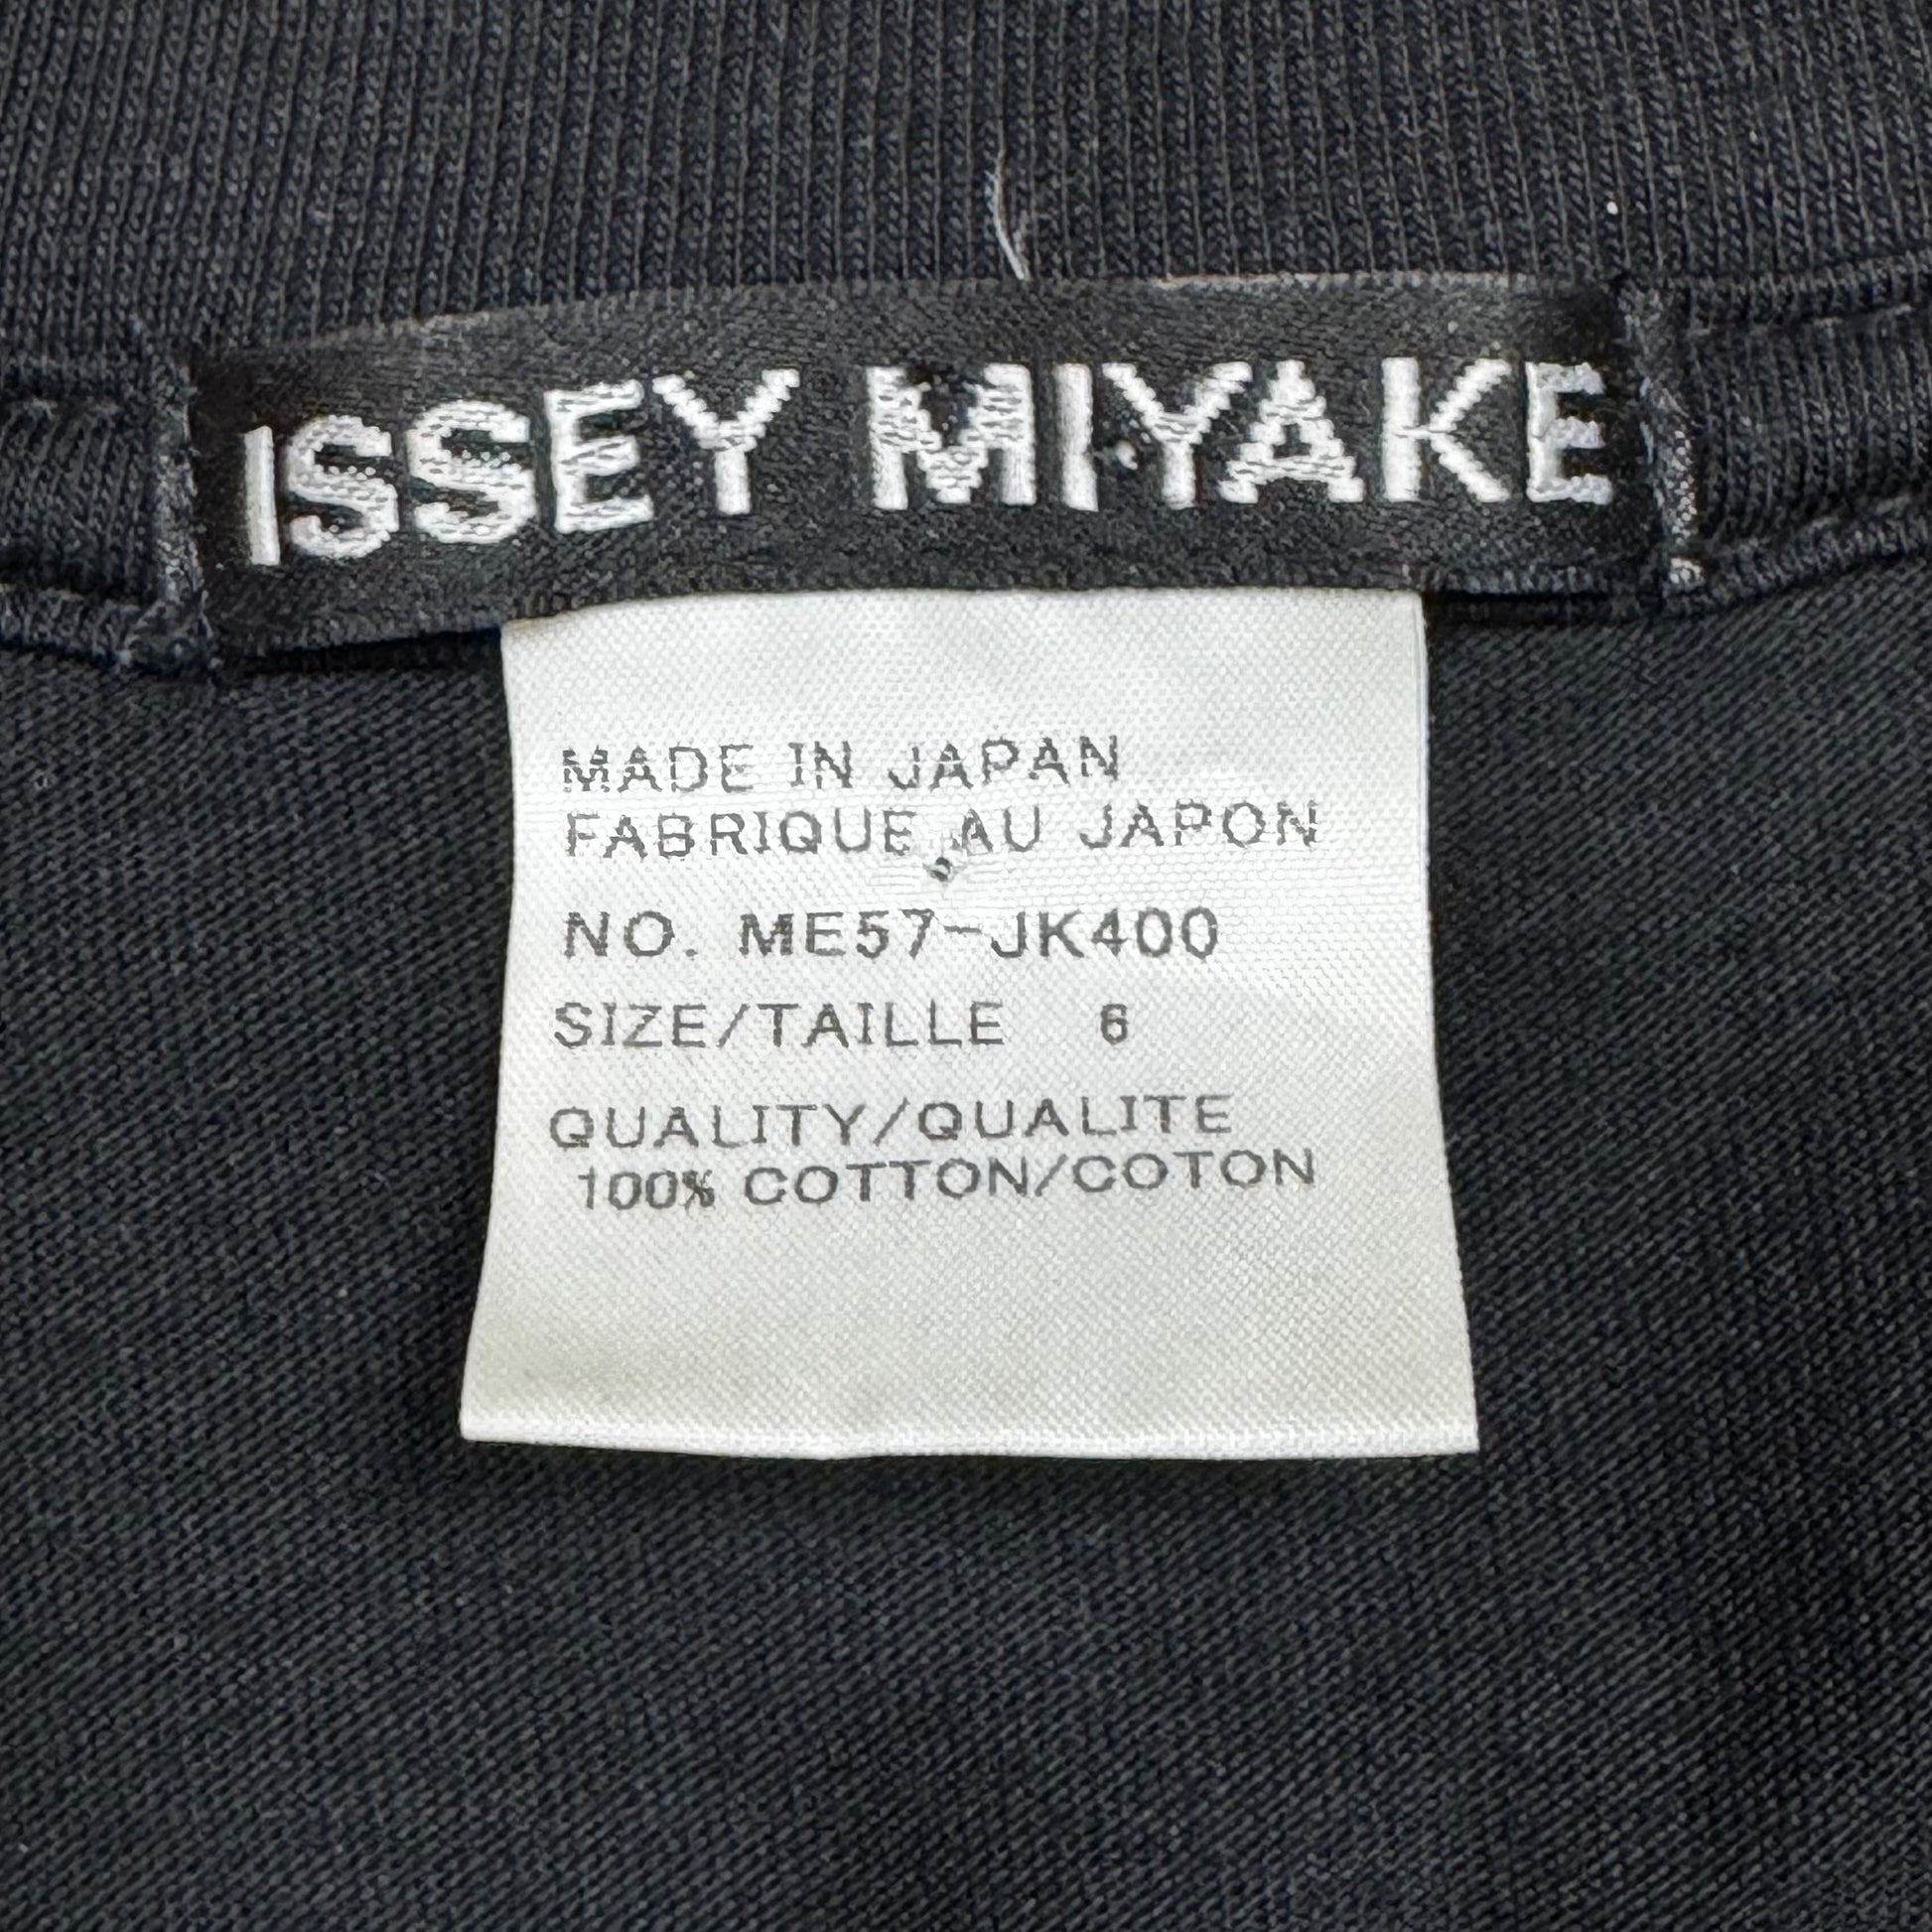 ISSEY MIYAKE
MADE IN JAPAN
FABRIQUE AU JAPON
NO. ME57-JK400
SIZE/TAILLE 6
QUALITY/QUALITE
100% COTTON/COTON